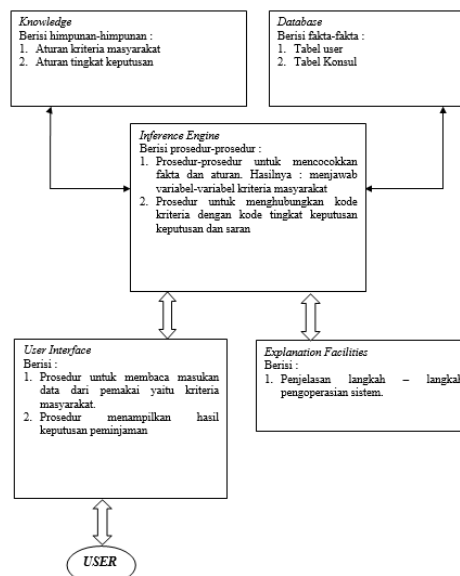 Knowledge
Berisi himpunan-himpunan :
1. Aturan kriteria masyarakat
2. Aturan tingkat keputusan
Database
Berisi fakta-fakta :
1. Tabel user
2. Tabel Konsul
Inference Engine
Berisi prosedur-prosedur :
1. Prosedur-prosedur untuk mencocokkan
fakta dan aturan. Hasilnya : menjawab
variabel-variabel kriteria masyarakat
2. Prosedur untuk menghubungkan kode
kriteria dengan kode tingkat keputusan
keputusan dan saran
User Interface
Berisi :
1. Prosedur untuk membaca masukan
data dari pemakai yaitu kriteria
masyarakat.
2. Prosedur menampilkan hasil
keputusan peminjaman
Explanation Facilities
Berisi :
1. Penjelasan langkah – langkah
pengoperasian sistem.
USER